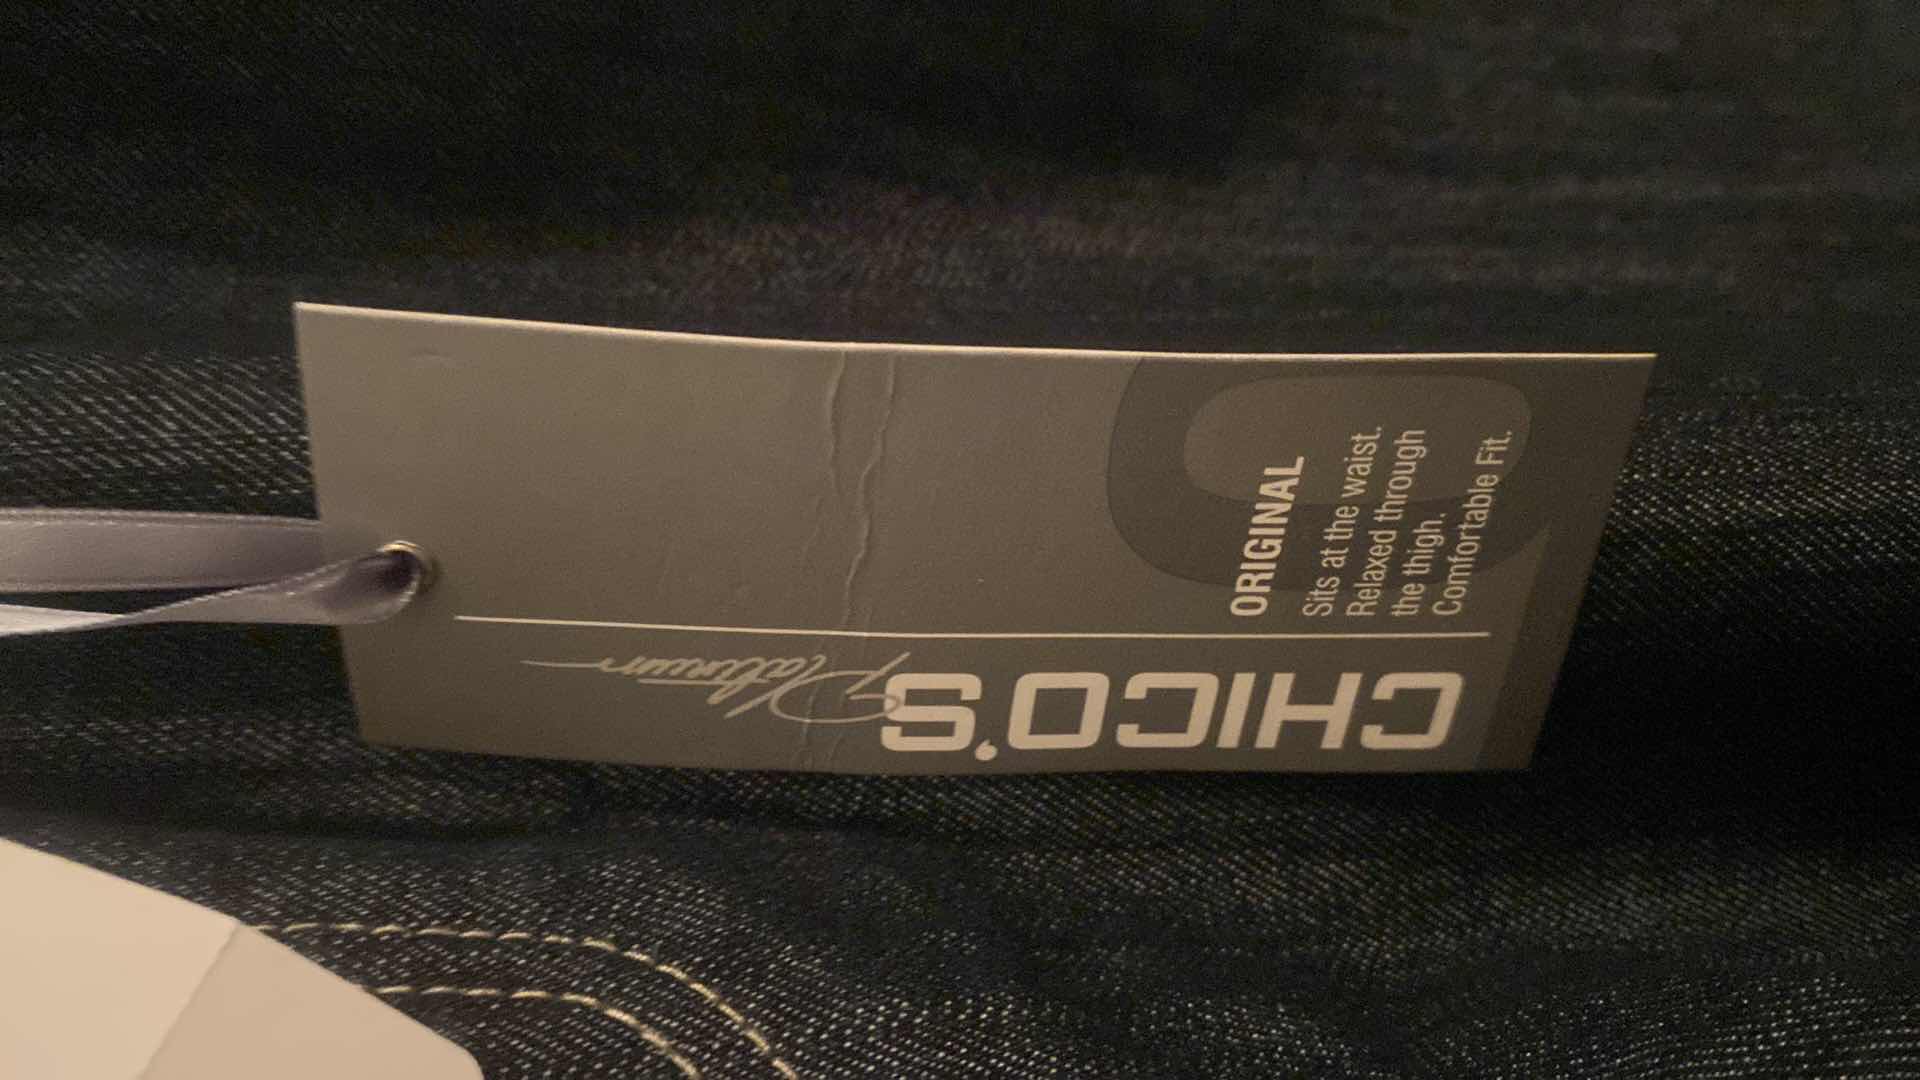 CHICO'S
Platinum
ORIGINAL
Sits at the waist.
Relaxed through
the thigh.
Comfortable Fit.